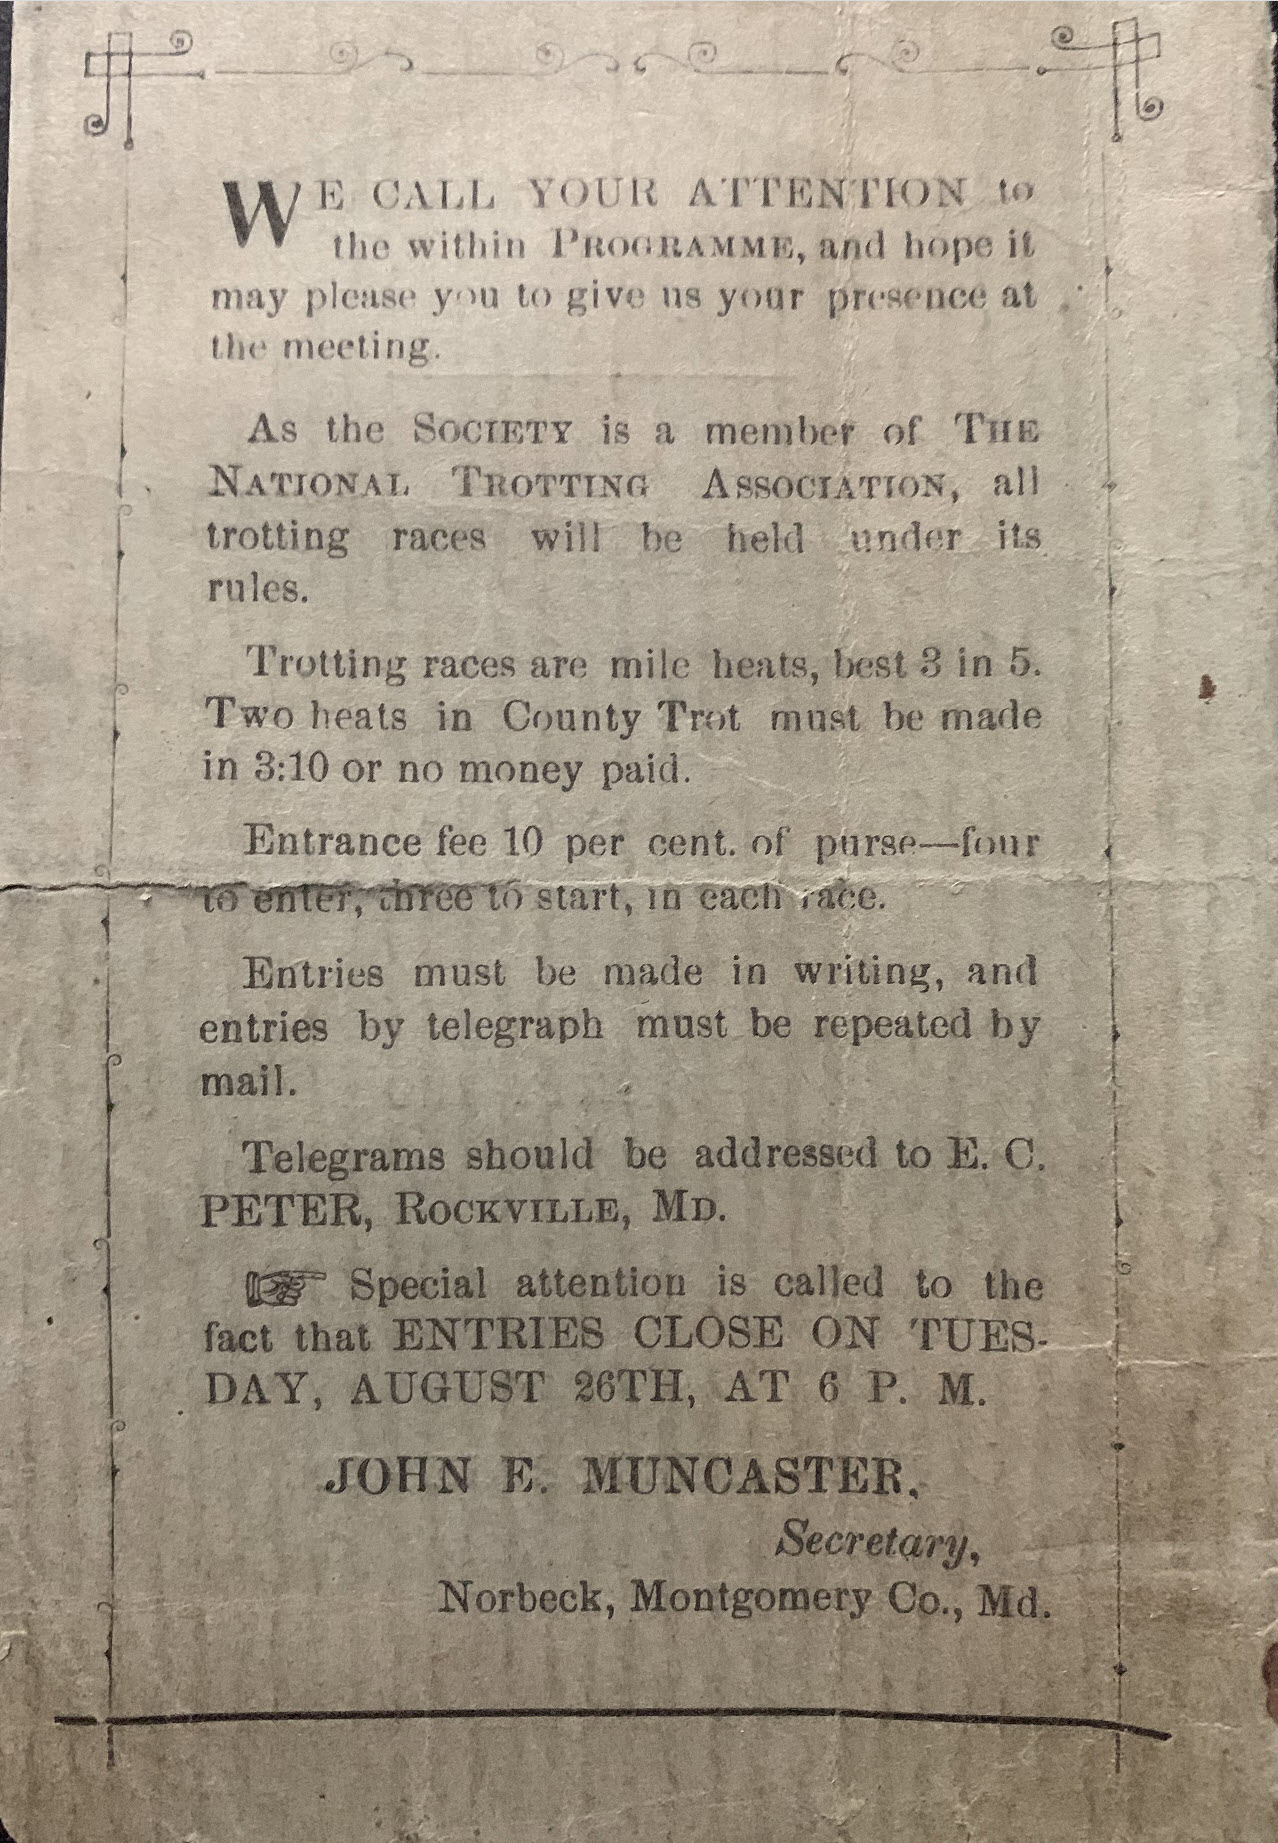 WE CALL YOUR ATTENTION to
the within PROGRAMME, and hope it
may please you to give us your presence at
the meeting.
As the SOCIETY is a member of THE
NATIONAL TROTTING ASSOCIATION, all
trotting races will be held under its
rules.
Trotting races are mile heats, best 3 in 5.
Two heats in County Trot must be made
in 3:10 or no money paid.
Entrance fee 10 per cent. of purse—four
to enter, three to start, in each race.
Entries must be made in writing, and
entries by telegraph must be repeated by
mail.
Telegrams should be addressed to E. C.
PETER, ROCKVILLE, MD.
☞ Special attention is called to the
fact that ENTRIES CLOSE ON TUES-
DAY, AUGUST 26TH, AT 6 P. M.
JOHN E. MUNCASTER,
Secretary,
Norbeck, Montgomery Co., Md.